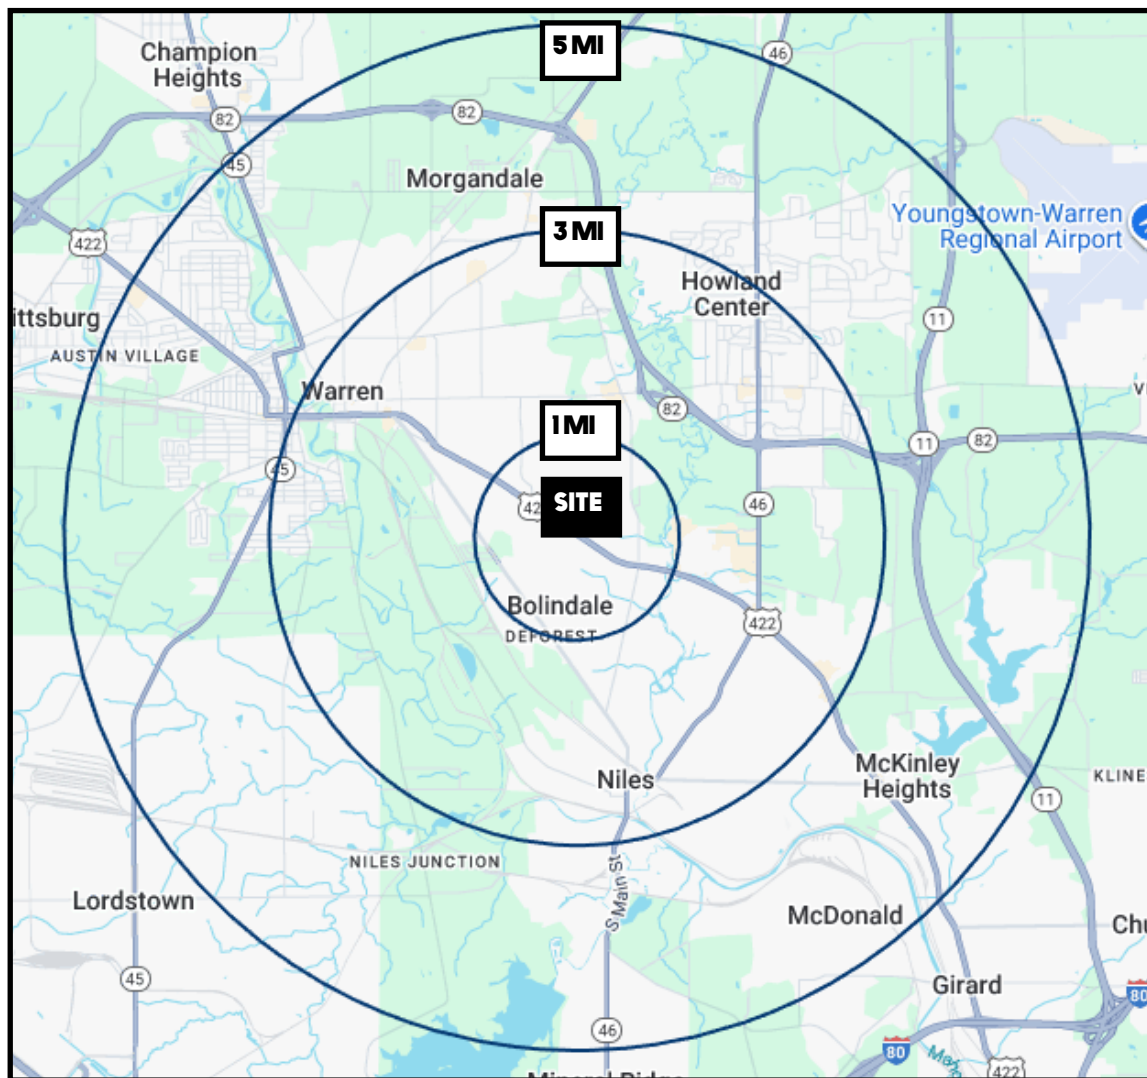 5 MI
46
Champion
Heights
82
82
45
Morgandale
3 MI
Youngstown-Warren
Regional Airport
422
Howland
Center
11
ittsburg
AUSTIN VILLAGE
Warren
1 MI
82
11
82
45
SITE
46
42
Bolindale
DEFOREST
422
Niles
McKinley
Heights
KLINE
11
NILES JUNCTION
S Main St
Lordstown
McDonald
Chu
45
Girard
80
46
80
422